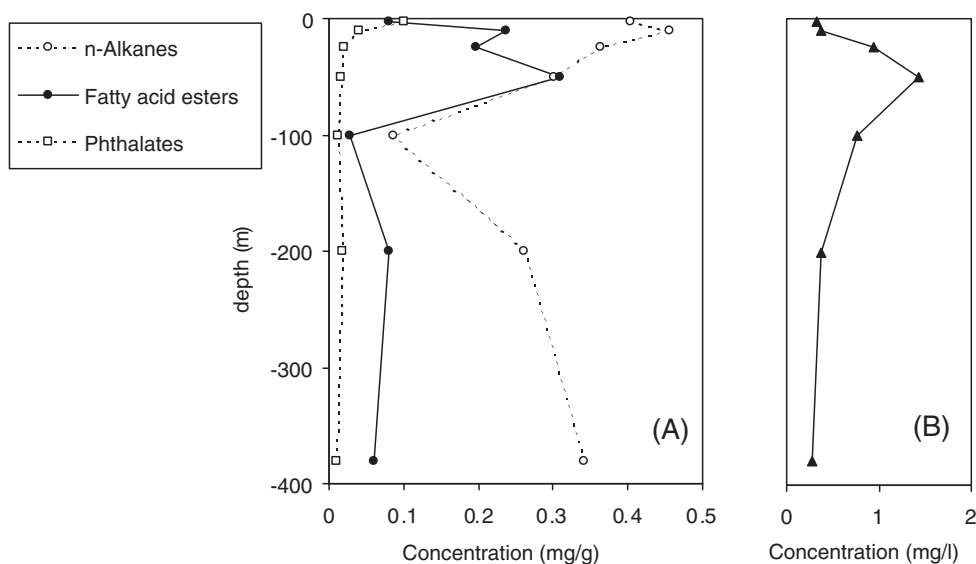 n-Alkanes
Fatty acid esters
Phthalates
0
-100
-200
-300
-400
depth (m)
0 0.1 0.2 0.3 0.4 0.5
Concentration (mg/g)
(A)
(B)
0 1 2
Concentration (mg/l)